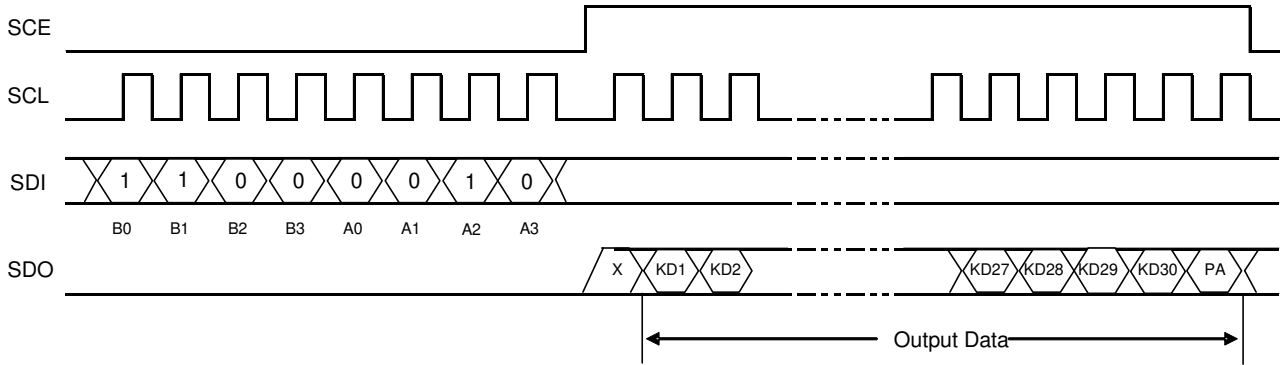 SCE
SCL
SDI 1 1 0 0 0 0 1 0
B0 B1 B2 B3 A0 A1 A2 A3
SDO X KD1 KD2 KD27 KD28 KD29 KD30 PA
Output Data